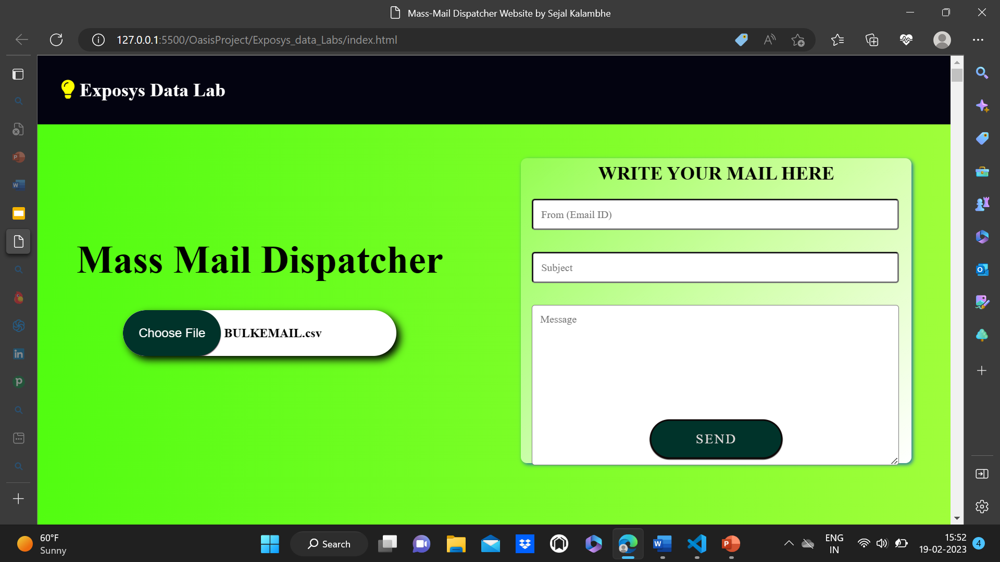 Mass-Mail Dispatcher Website by Sejal Kalambhe
127.0.0.1:5500/OasisProject/Exposys_data_Labs/index.html
Exposys Data Lab
WRITE YOUR MAIL HERE
From (Email ID)
Subject
Message
SEND
Mass Mail Dispatcher
Choose File BULKEMAIL.csv
60°F
Sunny
Search
ENG
IN
15:52
19-02-2023
4